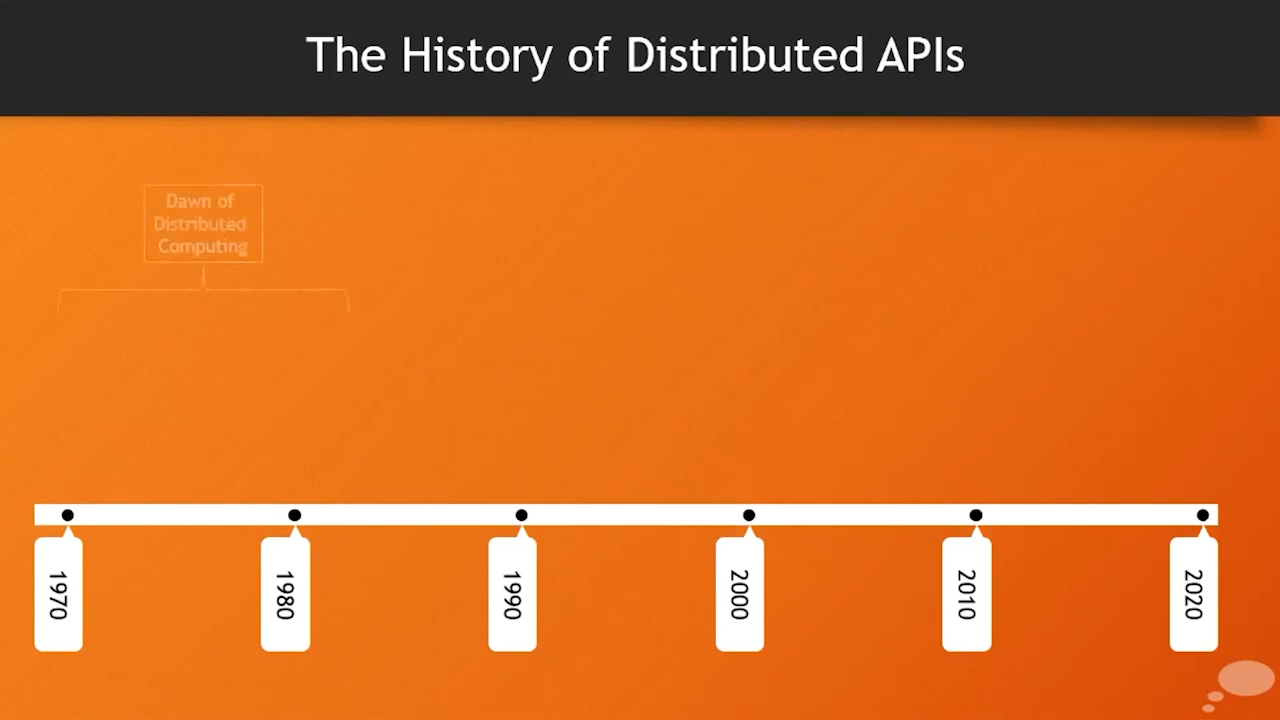 The History of Distributed APIs
Dawn of
Distributed
Computing
1970
1980
1990
2000
2010
2020